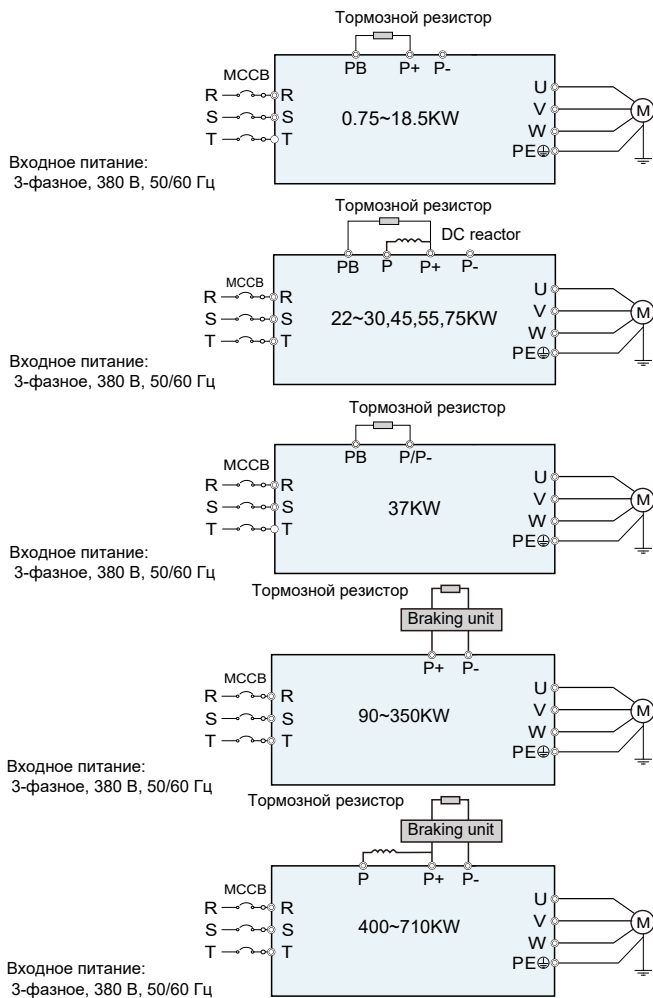 Тормозной резистор
PB P+ P-
MCCB
R R U
S S 0.75~18.5KW V M
T T W
PE
Входное питание:
3-фазное, 380 В, 50/60 Гц
Тормозной резистор
DC reactor
PB P P+ P-
MCCB
R R U
S S 22~30,45,55,75KW V M
T T W
PE
Входное питание:
3-фазное, 380 В, 50/60 Гц
Тормозной резистор
PB P/P-
MCCB
R R U
S S 37KW V M
T T W
PE
Входное питание:
3-фазное, 380 В, 50/60 Гц
Тормозной резистор
Braking unit
P+ P-
MCCB
R R U
S S 90~350KW V M
T T W
PE
Входное питание:
3-фазное, 380 В, 50/60 Гц
Тормозной резистор
Braking unit
P P+ P-
MCCB
R R U
S S 400~710KW V M
T T W
PE
Входное питание:
3-фазное, 380 В, 50/60 Гц